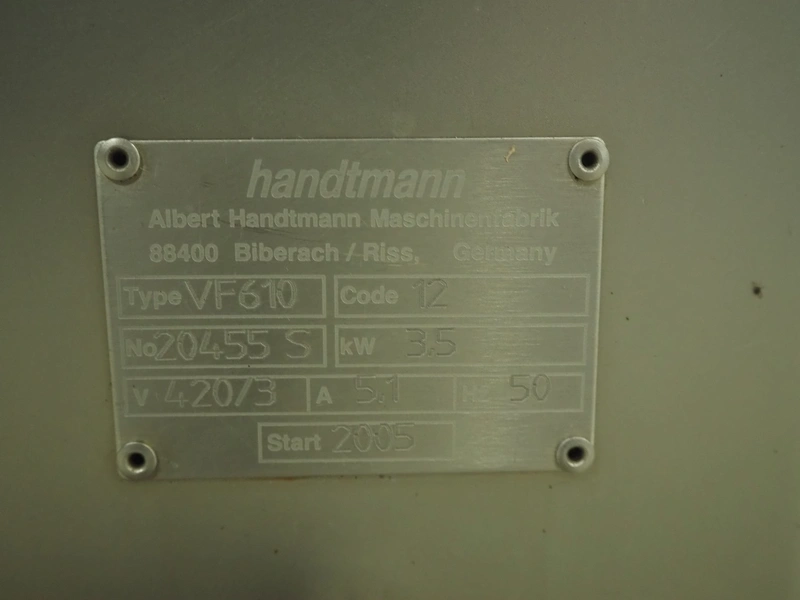 handtmann
Albert Handtmann Maschinenfabrik
88400 Biberach / Riss, Germany
Type VF610 Code 12
No 20455 S kW 3.5
V 420/3 A 5.1 Hz 50
Start 2005